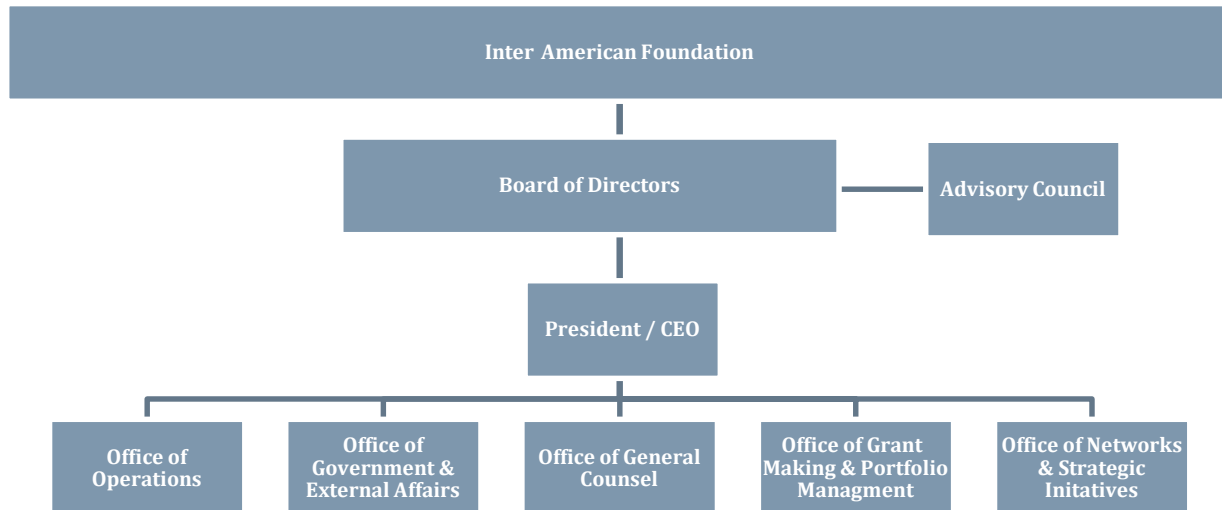 Inter American Foundation
Board of Directors
Advisory Council
President / CEO
Office of
Operations
Office of
Government &
External Affairs
Office of General
Counsel
Office of Grant
Making & Portfolio
Managment
Office of Networks
& Strategic
Initatives